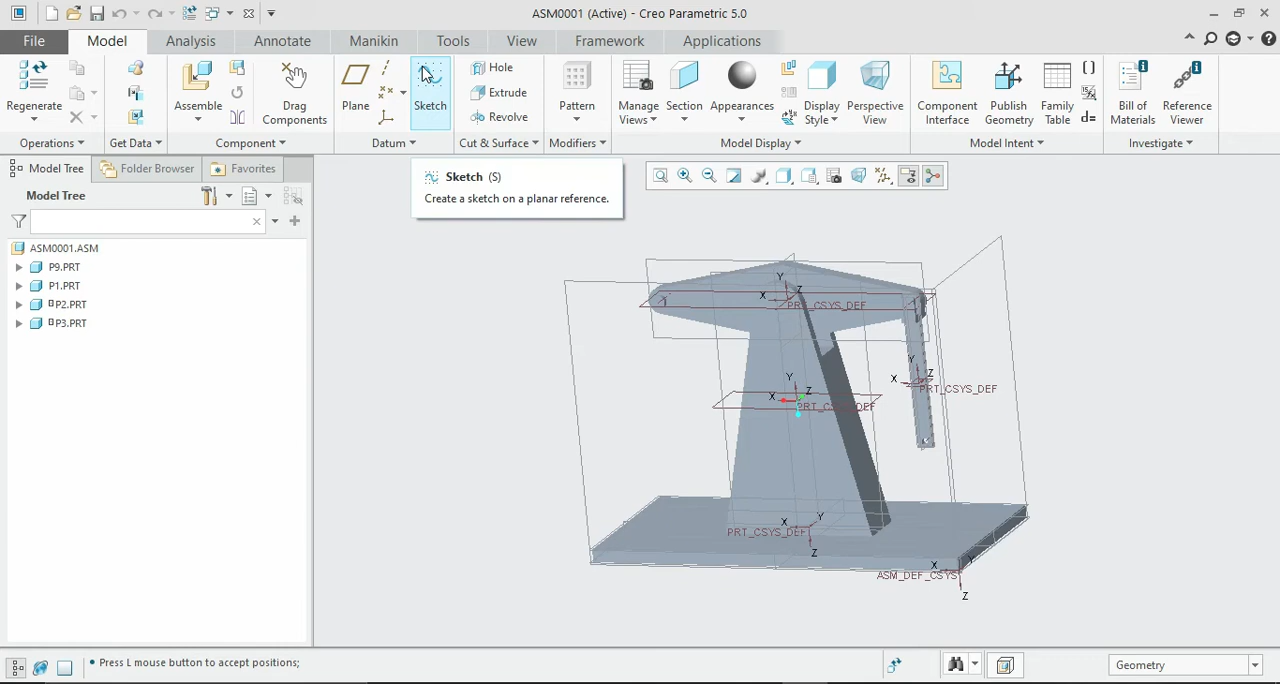 ASM0001 (Active) - Creo Parametric 5.0
File Model Analysis Annotate Manikin Tools View Framework Applications
Regenerate
Operations
Get Data
Assemble
Drag
Components
Component
Plane
Sketch
Datum
Hole
Extrude
Revolve
Cut & Surface
Pattern
Modifiers
Manage
Views
Section
Appearances
Display
Style
Perspective
View
Model Display
Component
Interface
Publish
Geometry
Family
Table
d=
Model Intent
Bill of
Materials
Reference
Viewer
Investigate
Model Tree Folder Browser Favorites
Model Tree
Sketch (S)
Create a sketch on a planar reference.
ASM0001.ASM
P9.PRT
P1.PRT
P2.PRT
P3.PRT
Y
X Z
PRT_CSYS_DEF
Y
X Z
PRT_CSYS_DEF
Y
X Z
PRT_CSYS_DEF
X Y
PRT_CSYS_DEF
Z
X Y
ASM_DEF_CSYS
Z
Press L mouse button to accept positions;
Geometry